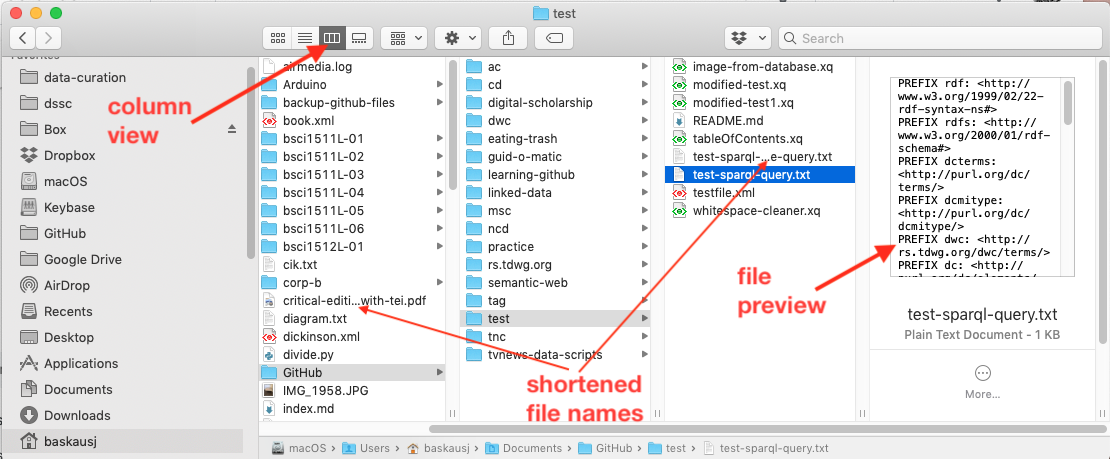 test
Search
Favorites
data-curation
dssc
Box
Dropbox
macOS
Keybase
GitHub
Google Drive
AirDrop
Recents
Desktop
Applications
Documents
Downloads
baskausj
airmedia.log
Arduino
backup-github-files
book.xml
bsci1511L-01
bsci1511L-02
bsci1511L-03
bsci1511L-04
bsci1511L-05
bsci1511L-06
bsci1512L-01
cik.txt
corp-b
critical-editi...with-tei.pdf
diagram.txt
dickinson.xml
divide.py
GitHub
IMG_1958.JPG
index.md
ac
cd
digital-scholarship
dwc
eating-trash
guid-o-matic
learning-github
linked-data
msc
ncd
practice
rs.tdwg.org
semantic-web
tag
test
tnc
tvnews-data-scripts
image-from-database.xq
modified-test.xq
modified-test1.xq
README.md
tableOfContents.xq
test-sparql-...e-query.txt
test-sparql-query.txt
testfile.xml
whitespace-cleaner.xq
PREFIX rdf: <http://
www.w3.org/1999/02/22-
rdf-syntax-ns#>
PREFIX rdfs: <http://
www.w3.org/2000/01/rdf-
schema#>
PREFIX dcterms:
<http://purl.org/dc/
terms/>
PREFIX dcmitype:
<http://purl.org/dc/
dcmitype/>
PREFIX dwc: <http://
rs.tdwg.org/dwc/terms/>
PREFIX dc: <http://
purl.org/dc/elements/
test-sparql-query.txt
Plain Text Document - 1 KB
More...
column
view
shortened
file names
file
preview
macOS
Users
baskausj
Documents
GitHub
test
test-sparql-query.txt